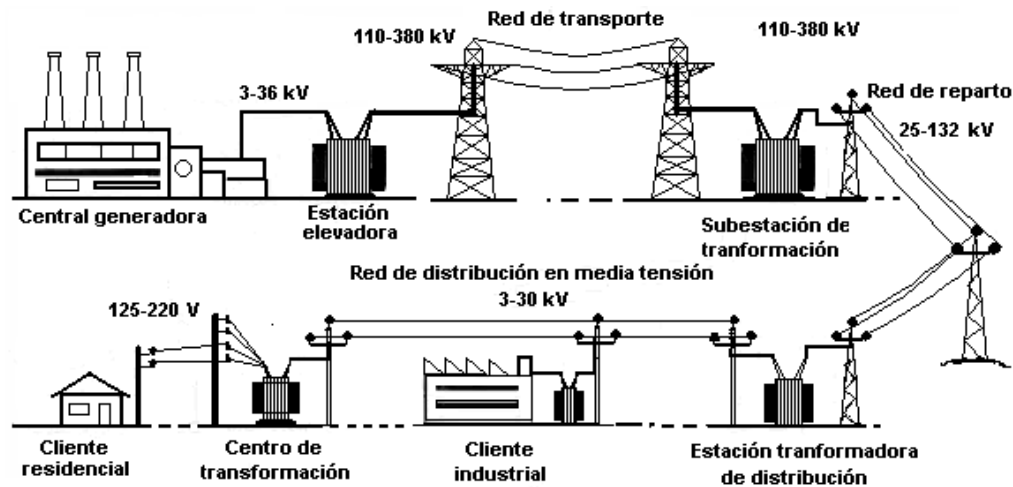 Red de transporte
110-380 kV
110-380 kV
3-36 kV
Red de reparto
25-132 kV
Central generadora
Estación
elevadora
Subestación de
tranformación
Red de distribución en media tensión
3-30 kV
125-220 V
Cliente
residencial
Centro de
transformación
Cliente
industrial
Estación tranformadora
de distribución